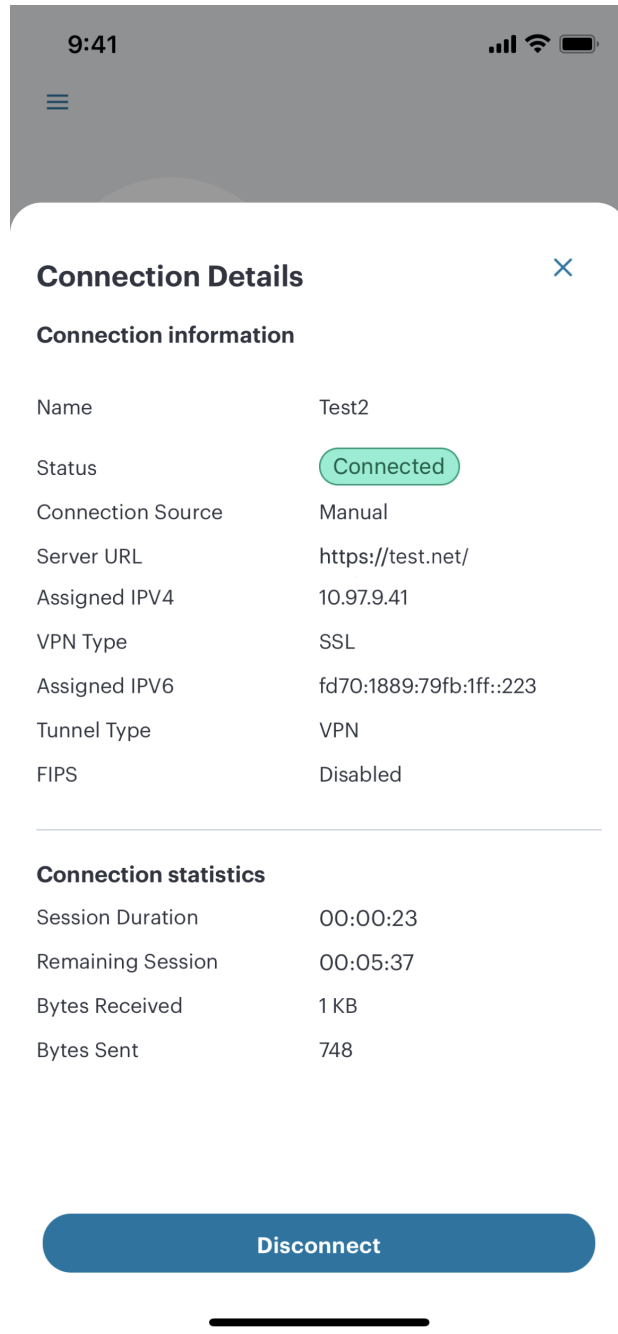 9:41
Connection Details
Connection information
Name Test2
Status Connected
Connection Source Manual
Server URL https://test.net/
Assigned IPV4 10.97.9.41
VPN Type SSL
Assigned IPV6 fd70:1889:79fb:1ff::223
Tunnel Type VPN
FIPS Disabled
Connection statistics
Session Duration 00:00:23
Remaining Session 00:05:37
Bytes Received 1 KB
Bytes Sent 748
Disconnect